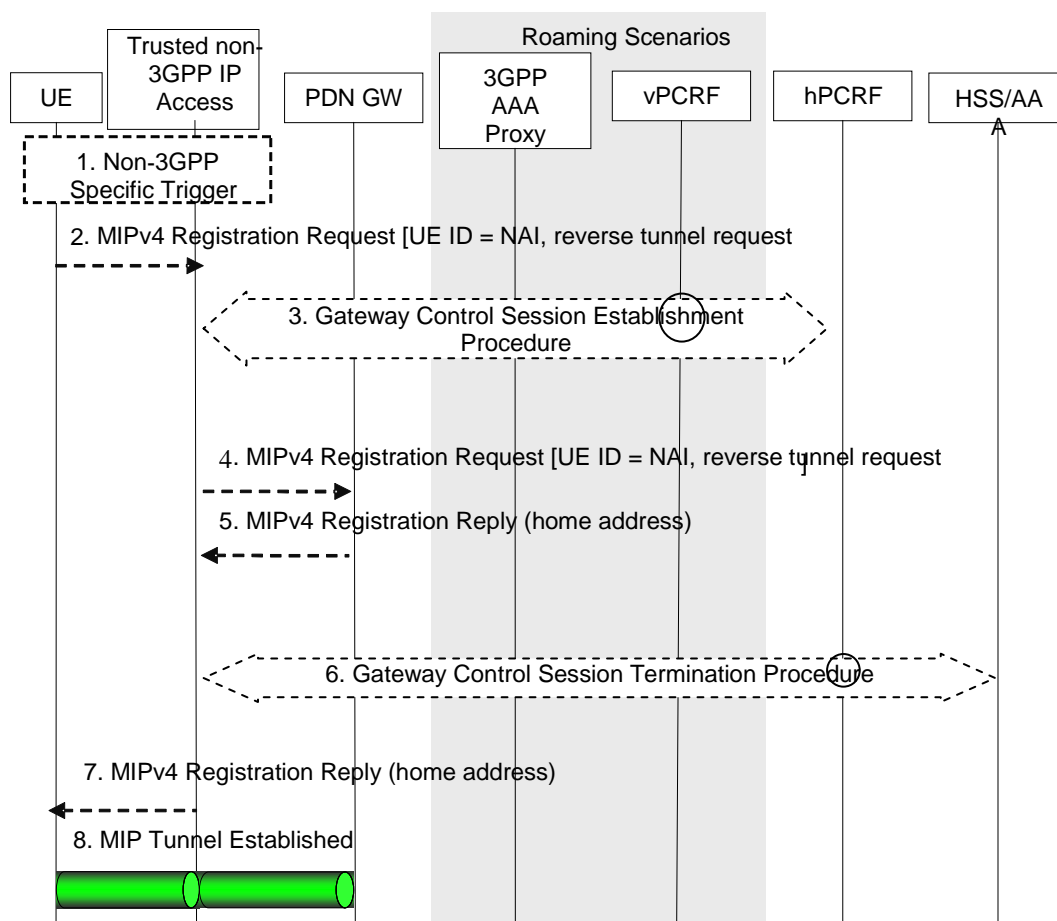 Roaming Scenarios
UE
Trusted non-
3GPP IP
Access
PDN GW
3GPP
AAA
Proxy
vPCRF
hPCRF
HSS/AA
A
1. Non-3GPP
Specific Trigger
2. MIPv4 Registration Request [UE ID = NAI, reverse tunnel request
3. Gateway Control Session Establishment
Procedure
4. MIPv4 Registration Request [UE ID = NAI, reverse tunnel request
]
5. MIPv4 Registration Reply (home address)
6. Gateway Control Session Termination Procedure
7. MIPv4 Registration Reply (home address)
8. MIP Tunnel Established